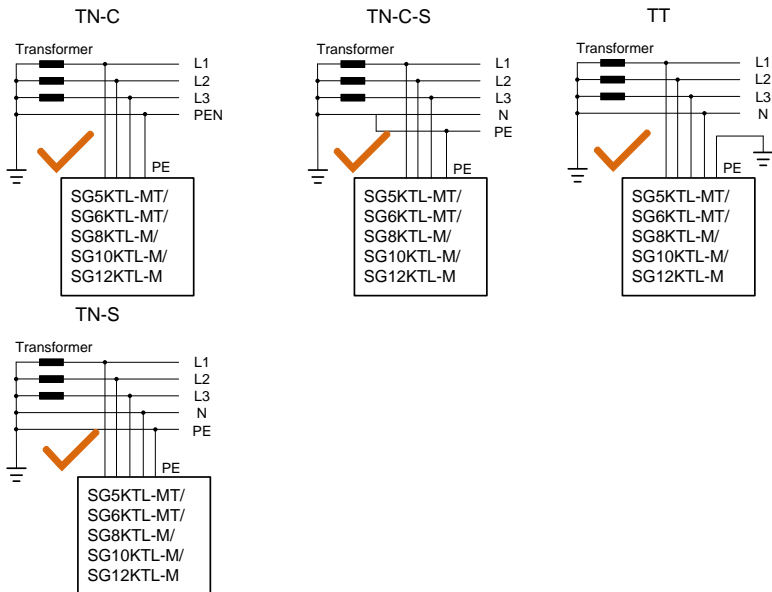 TN-C
Transformer
L1
L2
L3
PEN
PE
SG5KTL-MT/
SG6KTL-MT/
SG8KTL-M/
SG10KTL-M/
SG12KTL-M
TN-C-S
Transformer
L1
L2
L3
N
PE
PE
SG5KTL-MT/
SG6KTL-MT/
SG8KTL-M/
SG10KTL-M/
SG12KTL-M
TT
Transformer
L1
L2
L3
N
PE
SG5KTL-MT/
SG6KTL-MT/
SG8KTL-M/
SG10KTL-M/
SG12KTL-M
TN-S
Transformer
L1
L2
L3
N
PE
PE
SG5KTL-MT/
SG6KTL-MT/
SG8KTL-M/
SG10KTL-M/
SG12KTL-M